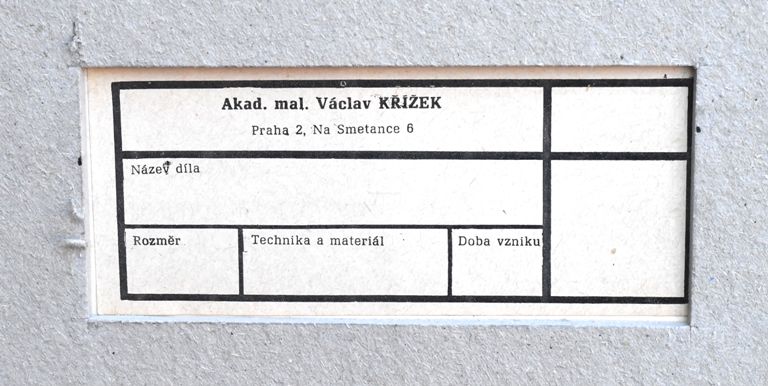 Akad. mal. Václav KŘÍŽEK
Praha 2, Na Smetance 6
Název díla
Rozměr
Technika a materiál
Doba vzniku